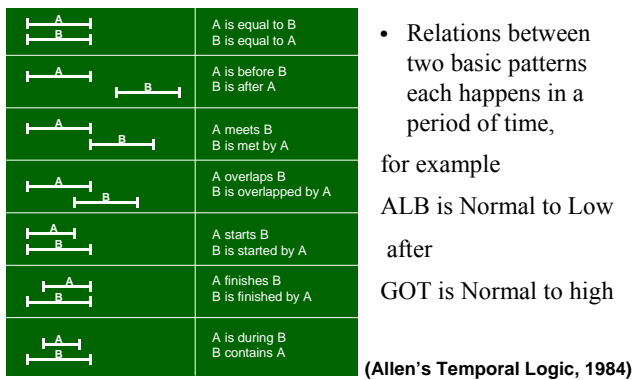 A
B
A is equal to B
B is equal to A
A
B
A is before B
B is after A
A
B
A meets B
B is met by A
A
B
A overlaps B
B is overlapped by A
A
B
A starts B
B is started by A
A
B
A finishes B
B is finished by A
A
B
A is during B
B contains A
• Relations between
two basic patterns
each happens in a
period of time,
for example
ALB is Normal to Low
after
GOT is Normal to high
(Allen's Temporal Logic, 1984)